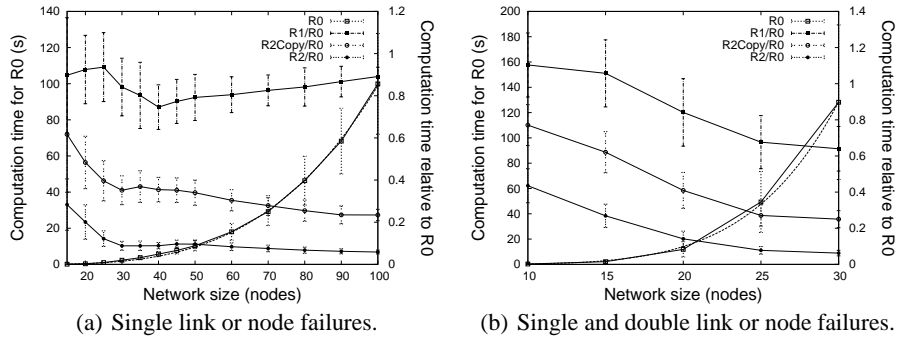 Computation time for R0 (s)
140
120
100
80
60
40
20
0
R0
R1/R0
R2Copy/R0
R2/R0
1.2
1
0.8
0.6
0.4
0.2
0
Computation time relative to R0
20 30 40 50 60 70 80 90 100
Network size (nodes)
(a) Single link or node failures.
Computation time for R0 (s)
200
180
160
140
120
100
80
60
40
20
0
R0
R1/R0
R2Copy/R0
R2/R0
1.4
1.2
1
0.8
0.6
0.4
0.2
0
Computation time relative to R0
10 15 20 25 30
Network size (nodes)
(b) Single and double link or node failures.